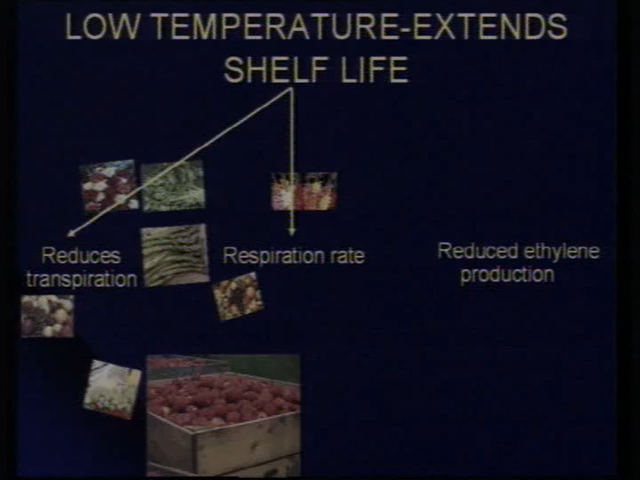 LOW TEMPERATURE-EXTENDS
SHELF LIFE
Reduces
transpiration
Respiration rate
Reduced ethylene
production